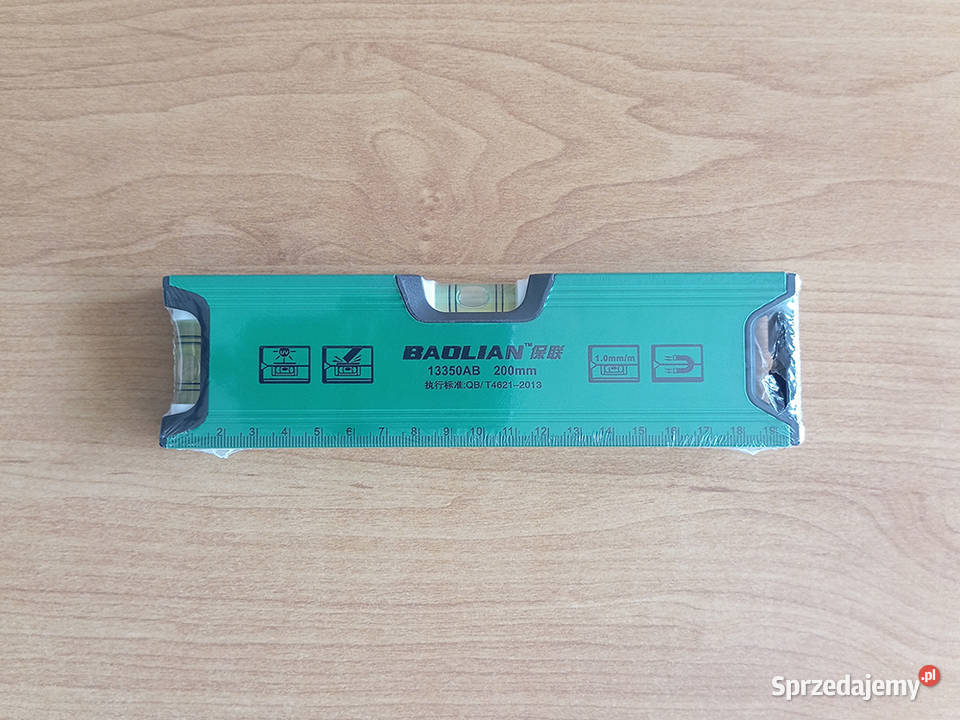 UV
BAOLIAN™保联
13350AB 200mm
执行标准:QB/T4621-2013
1.0mm/m
2 3 4 5 6 7 8 9 10 11 12 13 14 15 16 17 18 19
Sprzedajemy.pl